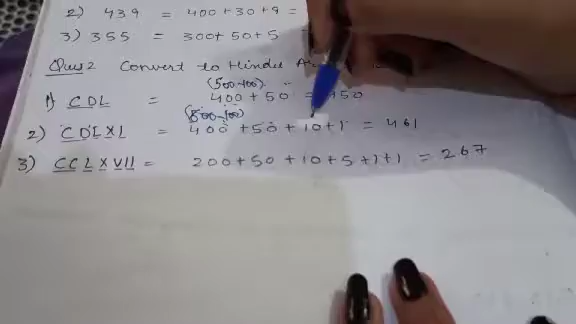 2) 439 = 400+30+9 =
3) 355 = 300+50+5
Ques2 Convert to Hindu
(500-100)
1) CDL = 400+50 = 450
(500-100)
2) CDLXI = 400+50+10+1 = 461
3) CCLXVII = 200+50+10+5+1+1 = 267